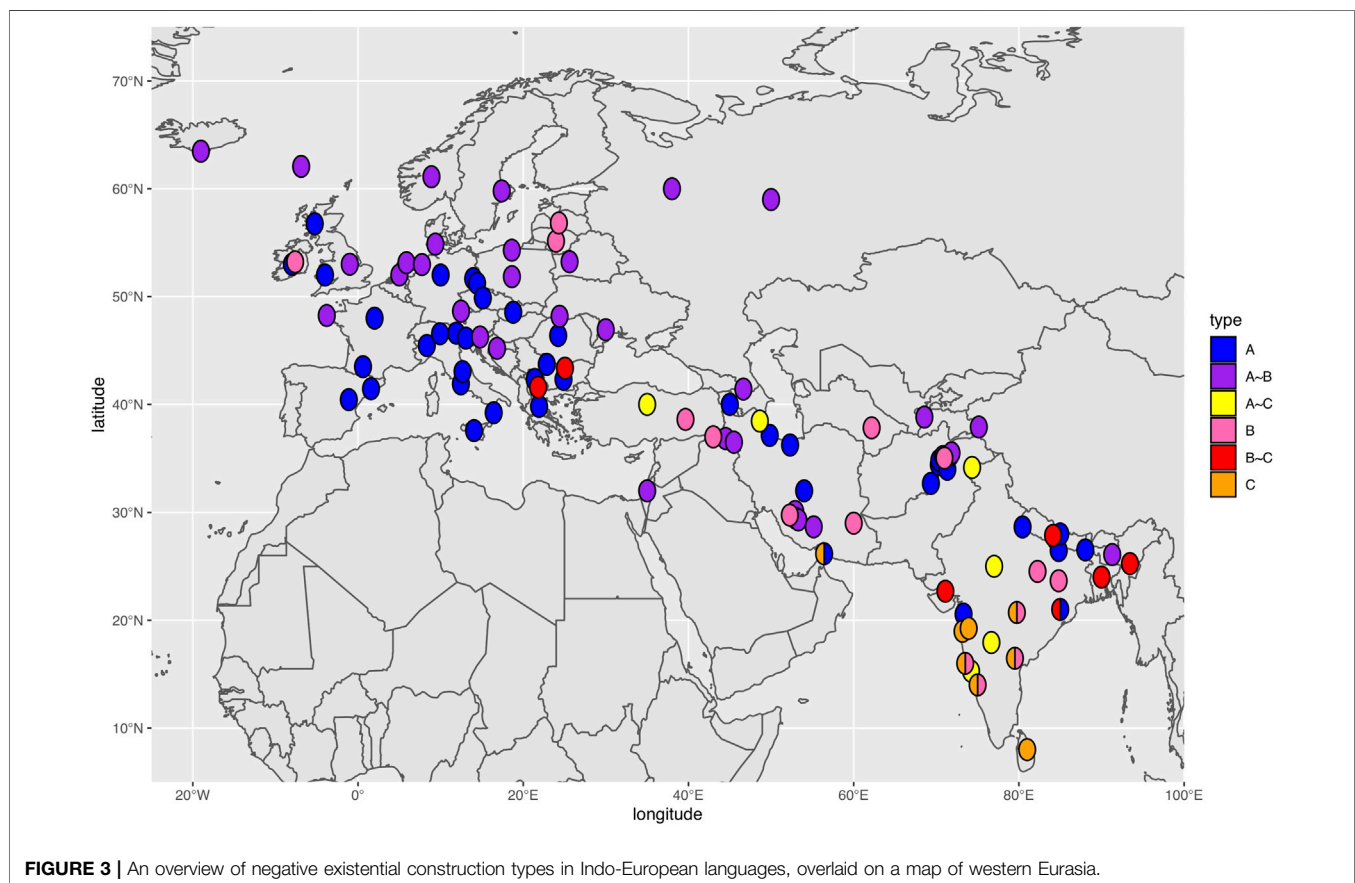 70°N
60°N
50°N
40°N
30°N
20°N
10°N
latitude
20°W 0° 20°E 40°E 60°E 80°E 100°E
longitude
type
A
A~B
A~C
B
B~C
C
FIGURE 3 | An overview of negative existential construction types in Indo-European languages, overlaid on a map of western Eurasia.